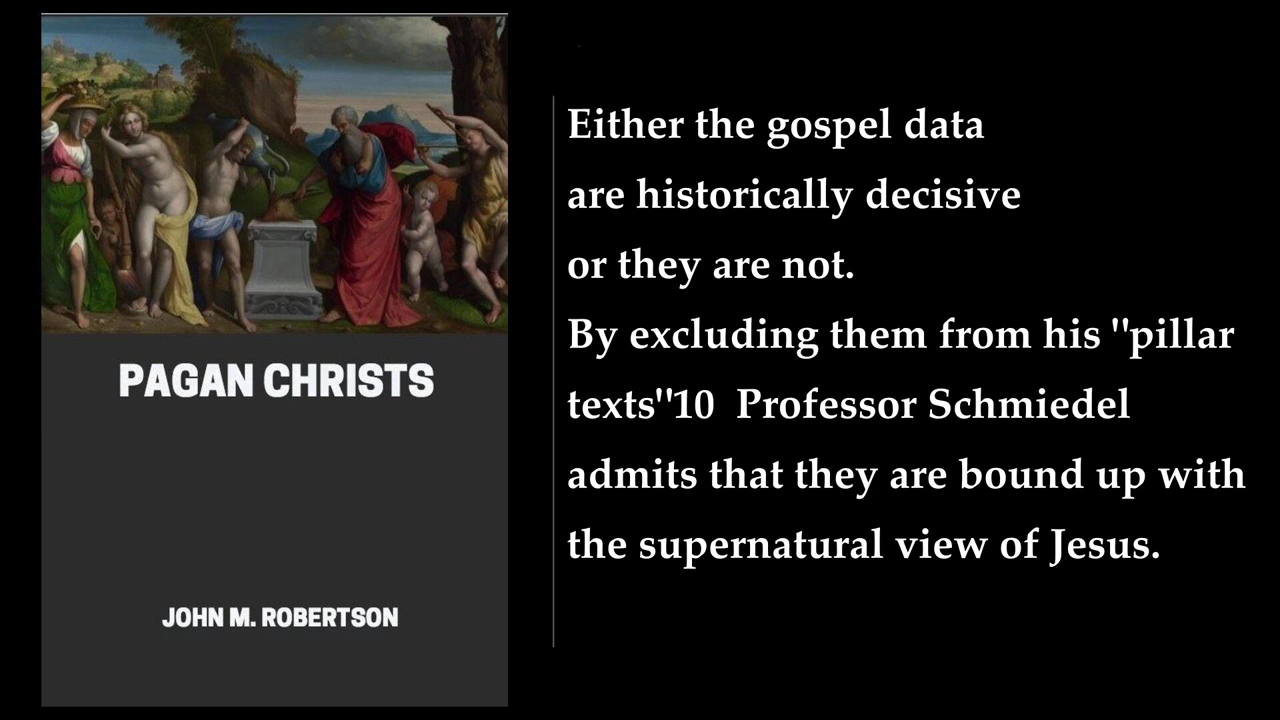 PAGAN CHRISTS
JOHN M. ROBERTSON
Either the gospel data
are historically decisive
or they are not.
By excluding them from his "pillar
texts"10  Professor Schmiedel
admits that they are bound up with
the supernatural view of Jesus.